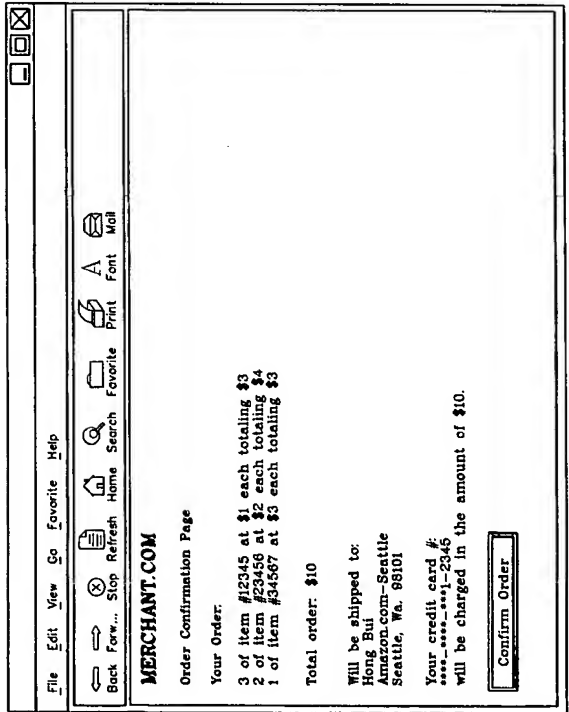 File Edit View Go Favorite Help
Back Forw... Stop Refresh Home Search Favorite Print Font Mail
MERCHANT.COM
Order Confirmation Page
Your Order:
3 of item #12345 at $1 each totaling $3
2 of item #23456 at $2 each totaling $4
1 of item #34567 at $3 each totaling $3
Total order: $10
Will be shipped to:
Hong Bui
Amazon.com-Seattle
Seattle, Wa. 98101
Your credit card #:
****-****-***1-2345
will be charged in the amount of $10.
Confirm Order